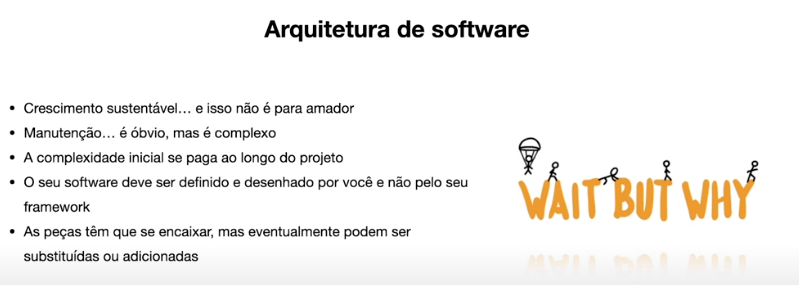 Arquitetura de software
• Crescimento sustentável… e isso não é para amador
• Manutenção… é óbvio, mas é complexo
• A complexidade inicial se paga ao longo do projeto
• O seu software deve ser definido e desenhado por você e não pelo seu
framework
• As peças têm que se encaixar, mas eventualmente podem ser
substituídas ou adicionadas
WAIT BUT WHY